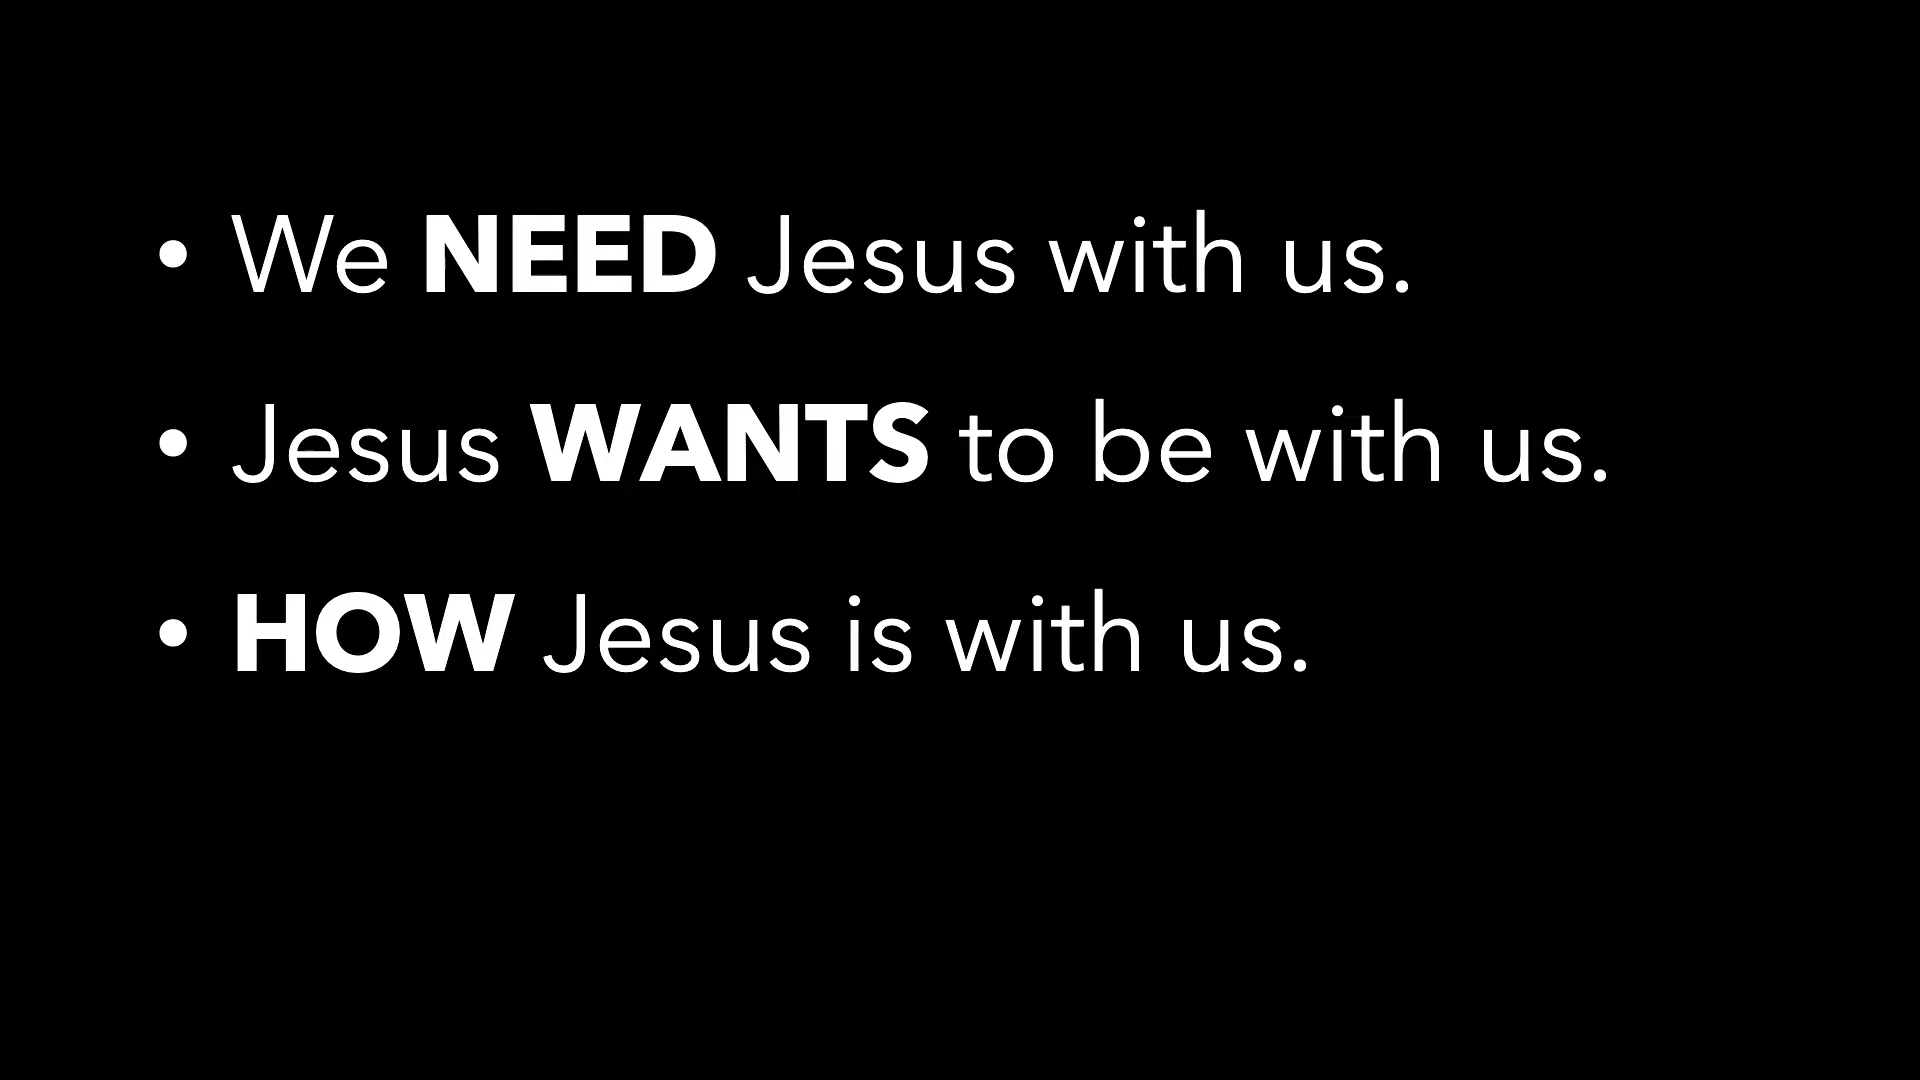 • We NEED Jesus with us.
• Jesus WANTS to be with us.
• HOW Jesus is with us.